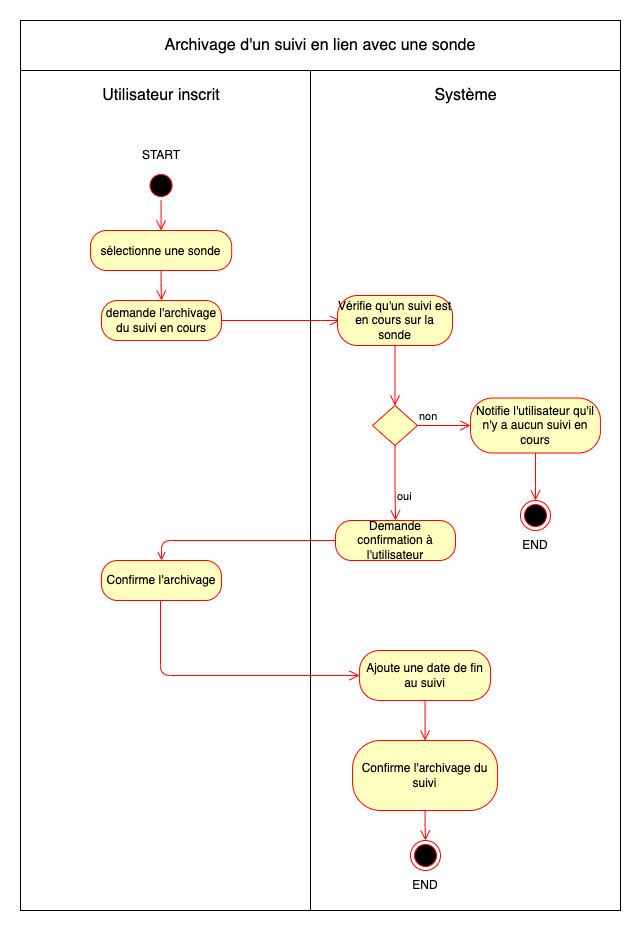 Archivage d'un suivi en lien avec une sonde
Utilisateur inscrit
Système
START
sélectionne une sonde
demande l'archivage
du suivi en cours
Vérifie qu'un suivi est
en cours sur la
sonde
non
Notifie l'utilisateur qu'il
n'y a aucun suivi en
cours
END
oui
Demande
confirmation à
l'utilisateur
Confirme l'archivage
Ajoute une date de fin
au suivi
Confirme l'archivage du
suivi
END